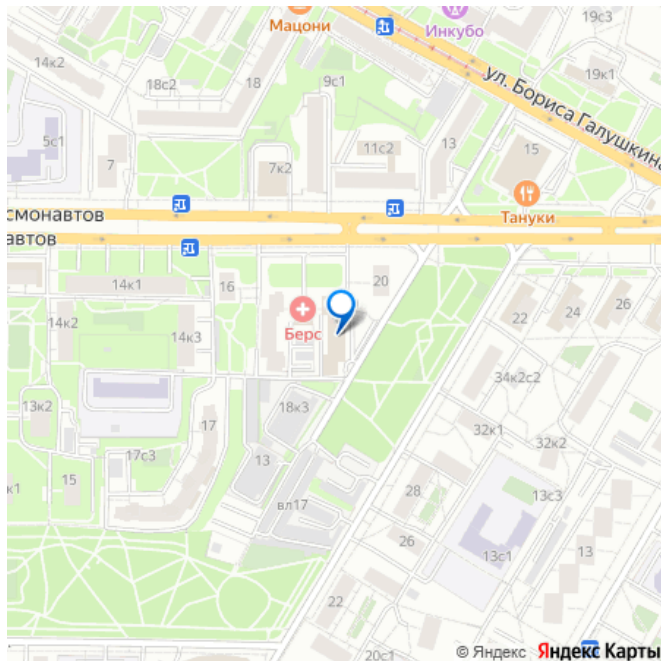 Мацони
Инкубо
19с3
14к2
18с2
18
9с1
ул. Бориса Галушкина
19к1
5с1
7
7к2
11с2
13
15
Тануки
смонавтов
автов
14к1
16
20
Берс
14к2
14к3
22
24
26
34к2с2
13к2
17
18к3
32к1
32к2
17с3
13
15
к1
вл17
28
13с3
26
13с1
13
22
20с1
© Яндекс Яндекс Карты